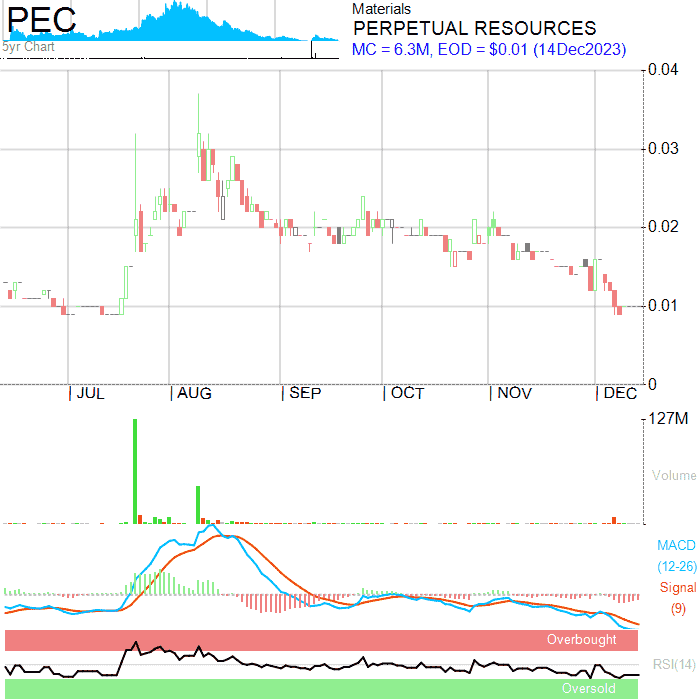 PEC
5yr Chart
Materials
PERPETUAL RESOURCES
MC = 6.3M, EOD = $0.01 (14Dec2023)
0.04
0.03
0.02
0.01
0
JUL
AUG
SEP
OCT
NOV
DEC
127M
Volume
MACD
(12-26)
Signal
(9)
Overbought
RSI(14)
Oversold